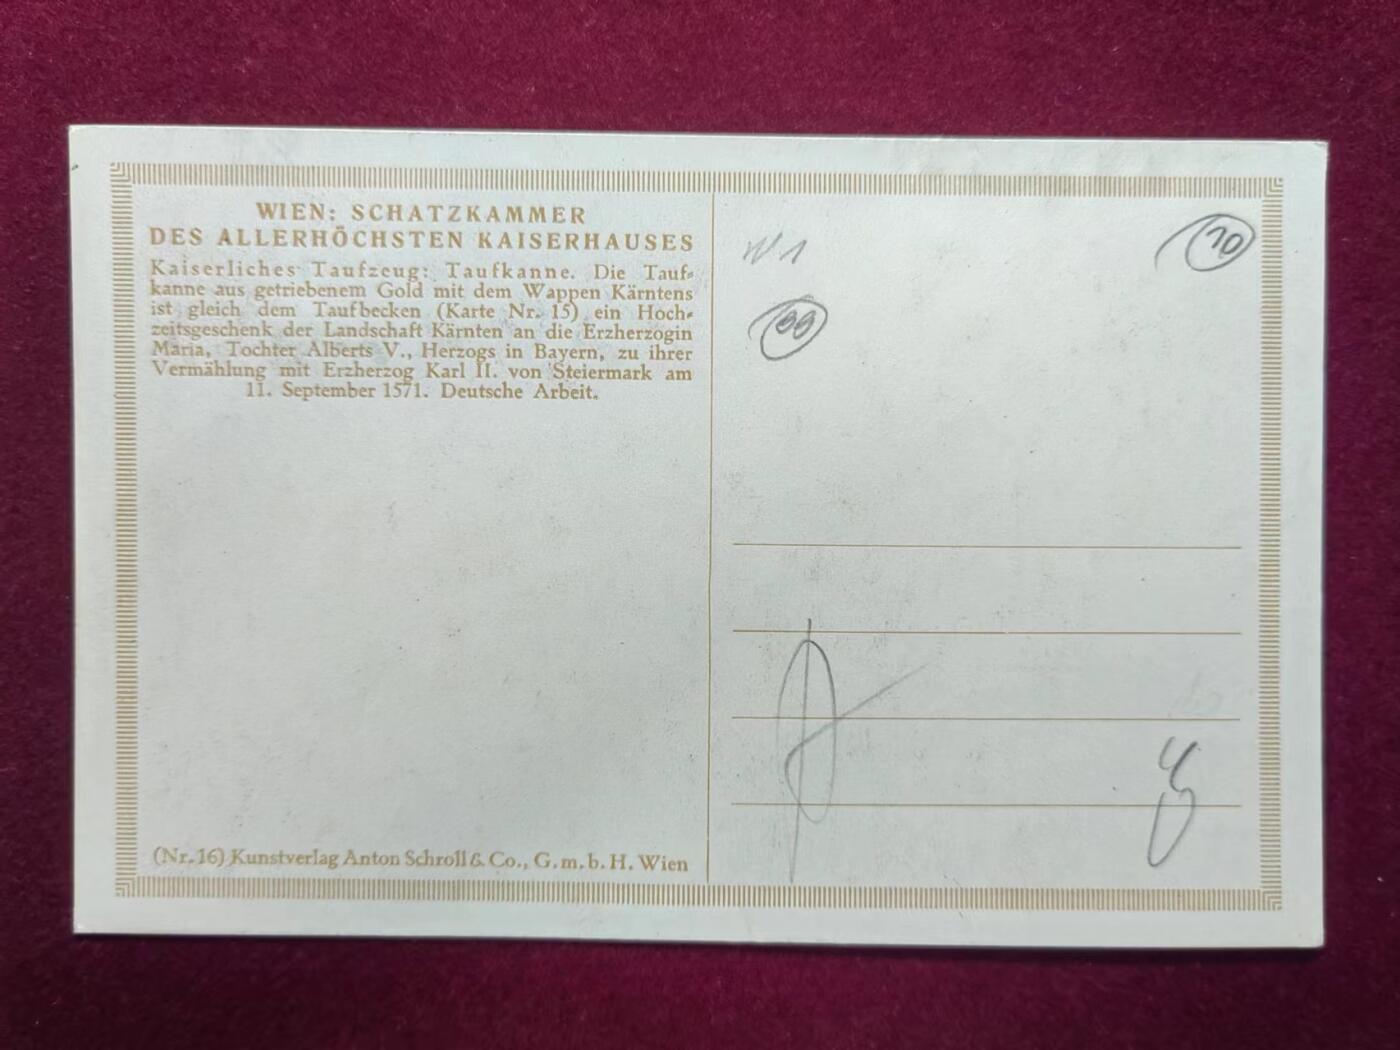 WIEN: SCHATZKAMMER
DES ALLERHÖCHSTEN KAISERHAUSES
Kaiserliches Taufzeug: Taufkanne. Die Tauf-
kanne aus getriebenem Gold mit dem Wappen Kärntens
ist gleich dem Taufbecken (Karte Nr. 15) ein Hoch-
zeitsgeschenk der Landschaft Kärnten an die Erzherzogin
Maria, Tochter Alberts V., Herzogs in Bayern, zu ihrer
Vermählung mit Erzherzog Karl II. von Steiermark am
11. September 1571. Deutsche Arbeit.
(Nr. 16) Kunstverlag Anton Schroll & Co., G.m.b.H. Wien
10